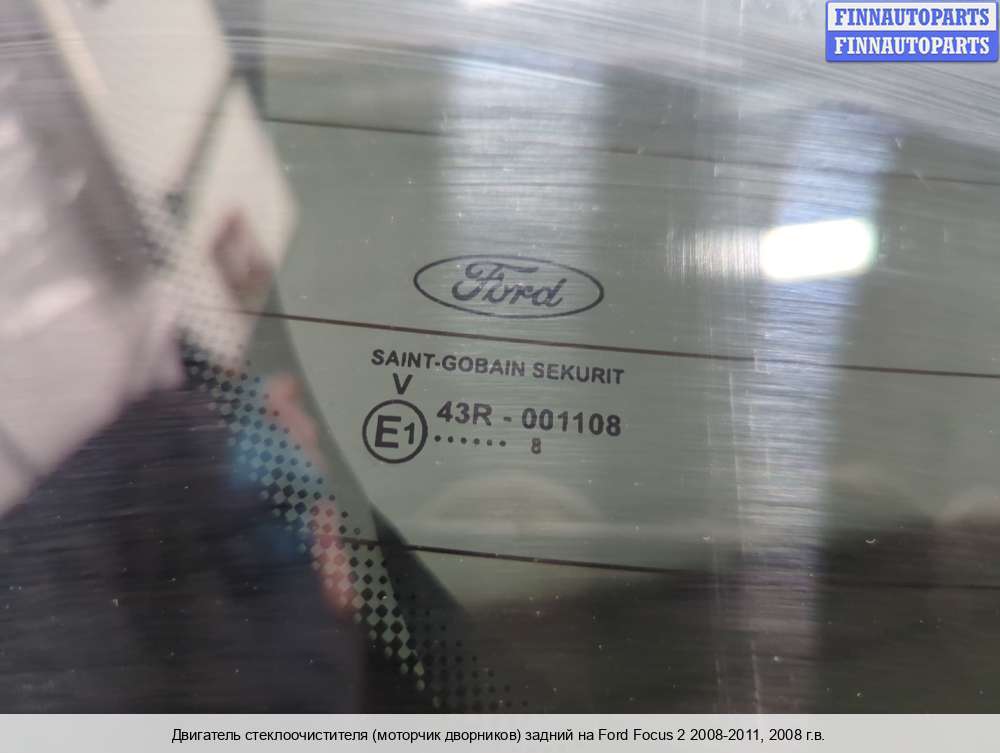 FINNAUTOPARTS
FINNAUTOPARTS
Ford
SAINT-GOBAIN SEKURIT
V
E1 43R - 001108
...... 8
Двигатель стеклоочистителя (моторчик дворников) задний на Ford Focus 2 2008-2011, 2008 г.в.